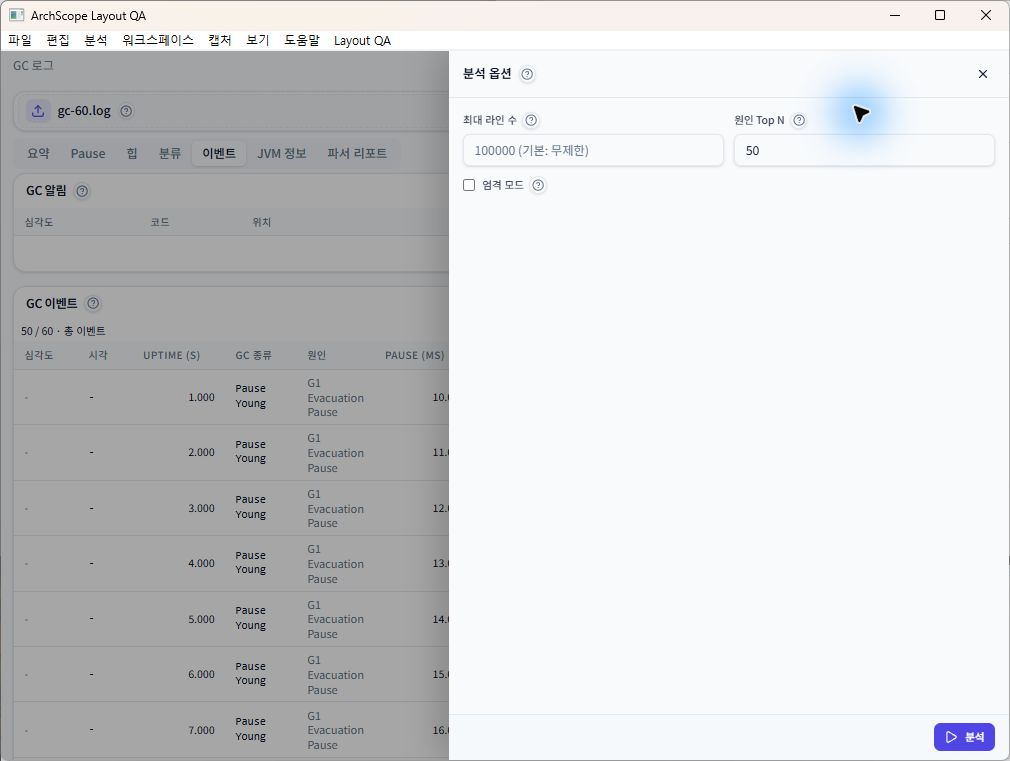 ArchScope Layout QA
파일 편집 분석 워크스페이스 캡처 보기 도움말 Layout QA
GC 로그
gc-60.log
요약 Pause 힙 분류 이벤트 JVM 정보 파서 리포트
GC 알림
심각도 코드 위치
GC 이벤트
50 / 60 · 총 이벤트
심각도 시각 UPTIME (S) GC 종류 원인 PAUSE (MS)
- - 1.000 Pause Young G1 Evacuation Pause 10.
- - 2.000 Pause Young G1 Evacuation Pause 11.
- - 3.000 Pause Young G1 Evacuation Pause 12.
- - 4.000 Pause Young G1 Evacuation Pause 13.
- - 5.000 Pause Young G1 Evacuation Pause 14.
- - 6.000 Pause Young G1 Evacuation Pause 15.
- - 7.000 Pause Young G1 Evacuation Pause 16.
분석 옵션
최대 라인 수 원인 Top N
100000 (기본: 무제한) 50
엄격 모드
분석